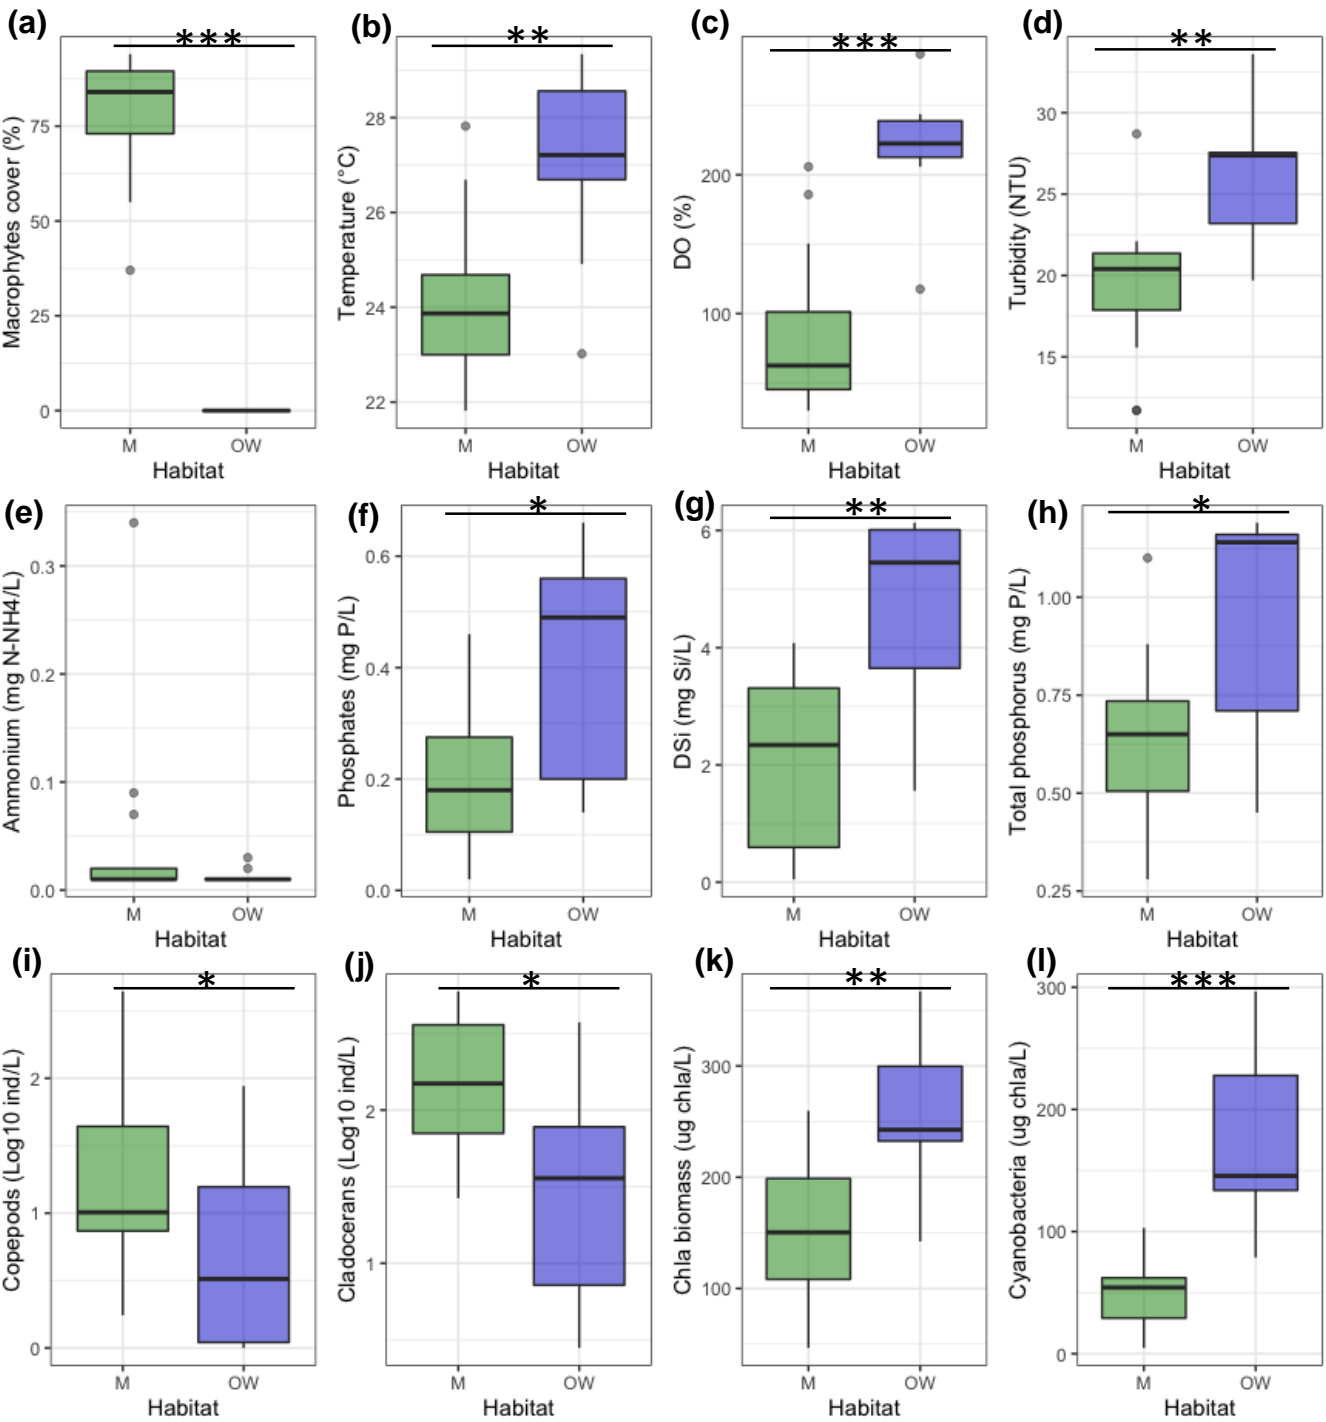 (a)
***
Macrophytes cover (%)
75
50
25
0
M OW
Habitat
(b)
**
Temperature (°C)
28
26
24
22
M OW
Habitat
(c)
***
DO (%)
200
100
M OW
Habitat
(d)
**
Turbidity (NTU)
30
25
20
15
M OW
Habitat
(e)
Ammonium (mg N-NH4/L)
0.3
0.2
0.1
0.0
M OW
Habitat
(f)
*
Phosphates (mg P/L)
0.6
0.4
0.2
0.0
M OW
Habitat
(g)
**
DSi (mg Si/L)
6
4
2
0
M OW
Habitat
(h)
*
Total phosphorus (mg P/L)
1.00
0.75
0.50
0.25
M OW
Habitat
(i)
*
Copepods (Log10 ind/L)
2
1
0
M OW
Habitat
(j)
*
Cladocerans (Log10 ind/L)
2
1
M OW
Habitat
(k)
**
Chla biomass (ug chla/L)
300
200
100
M OW
Habitat
(l)
***
Cyanobacteria (ug chla/L)
300
200
100
0
M OW
Habitat